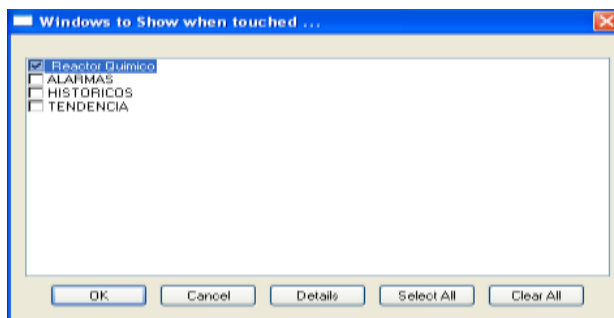 Windows to Show when touched ...
Reactor Quimico
ALARMAS
HISTORICOS
TENDENCIA
OK Cancel Details Select All Clear All